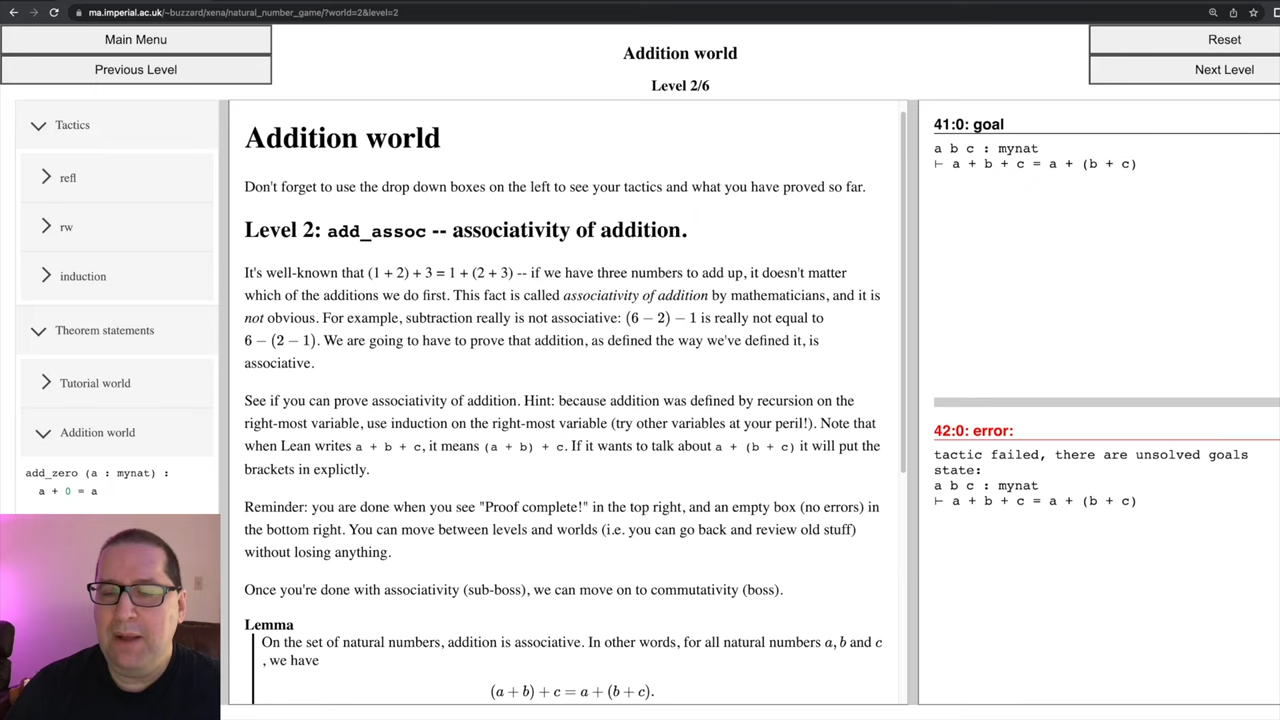 ma.imperial.ac.uk/~buzzard/xena/natural_number_game/?world=2&level=2
Main Menu
Previous Level
Addition world
Level 2/6
Reset
Next Level
Tactics
refl
rw
induction
Theorem statements
Tutorial world
Addition world
add_zero (a : mynat) :
a + 0 = a
Addition world
Don't forget to use the drop down boxes on the left to see your tactics and what you have proved so far.
Level 2: add_assoc -- associativity of addition.
It's well-known that (1 + 2) + 3 = 1 + (2 + 3) -- if we have three numbers to add up, it doesn't matter
which of the additions we do first. This fact is called associativity of addition by mathematicians, and it is
not obvious. For example, subtraction really is not associative: (6 − 2) − 1 is really not equal to
6 − (2 − 1). We are going to have to prove that addition, as defined the way we've defined it, is
associative.
See if you can prove associativity of addition. Hint: because addition was defined by recursion on the
right-most variable, use induction on the right-most variable (try other variables at your peril!). Note that
when Lean writes a + b + c, it means (a + b) + c. If it wants to talk about a + (b + c) it will put the
brackets in explicitly.
Reminder: you are done when you see "Proof complete!" in the top right, and an empty box (no errors) in
the bottom right. You can move between levels and worlds (i.e. you can go back and review old stuff)
without losing anything.
Once you're done with associativity (sub-boss), we can move on to commutativity (boss).
Lemma
On the set of natural numbers, addition is associative. In other words, for all natural numbers a, b and c
, we have
(a + b) + c = a + (b + c).
41:0: goal
a b c : mynat
⊢ a + b + c = a + (b + c)
42:0: error:
tactic failed, there are unsolved goals
state:
a b c : mynat
⊢ a + b + c = a + (b + c)